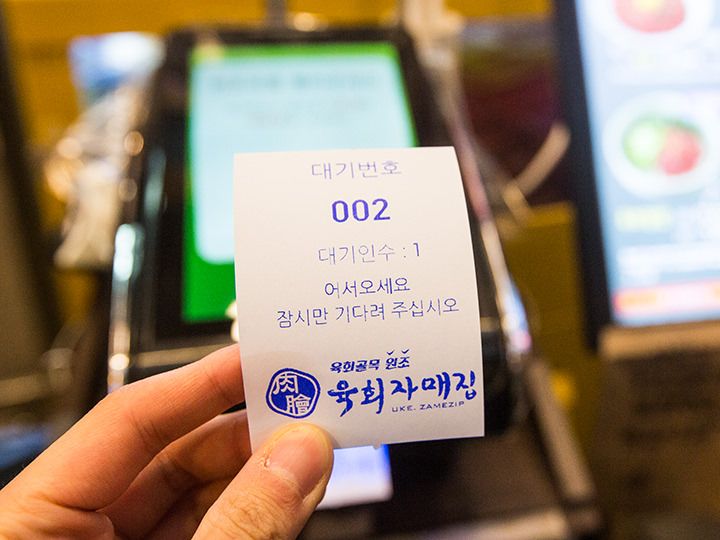 대기번호
002
대기인수 : 1
어서오세요
잠시만 기다려 주십시오
육회골목 원조
肉膾
육회자매집
UKE. ZAMEZIP